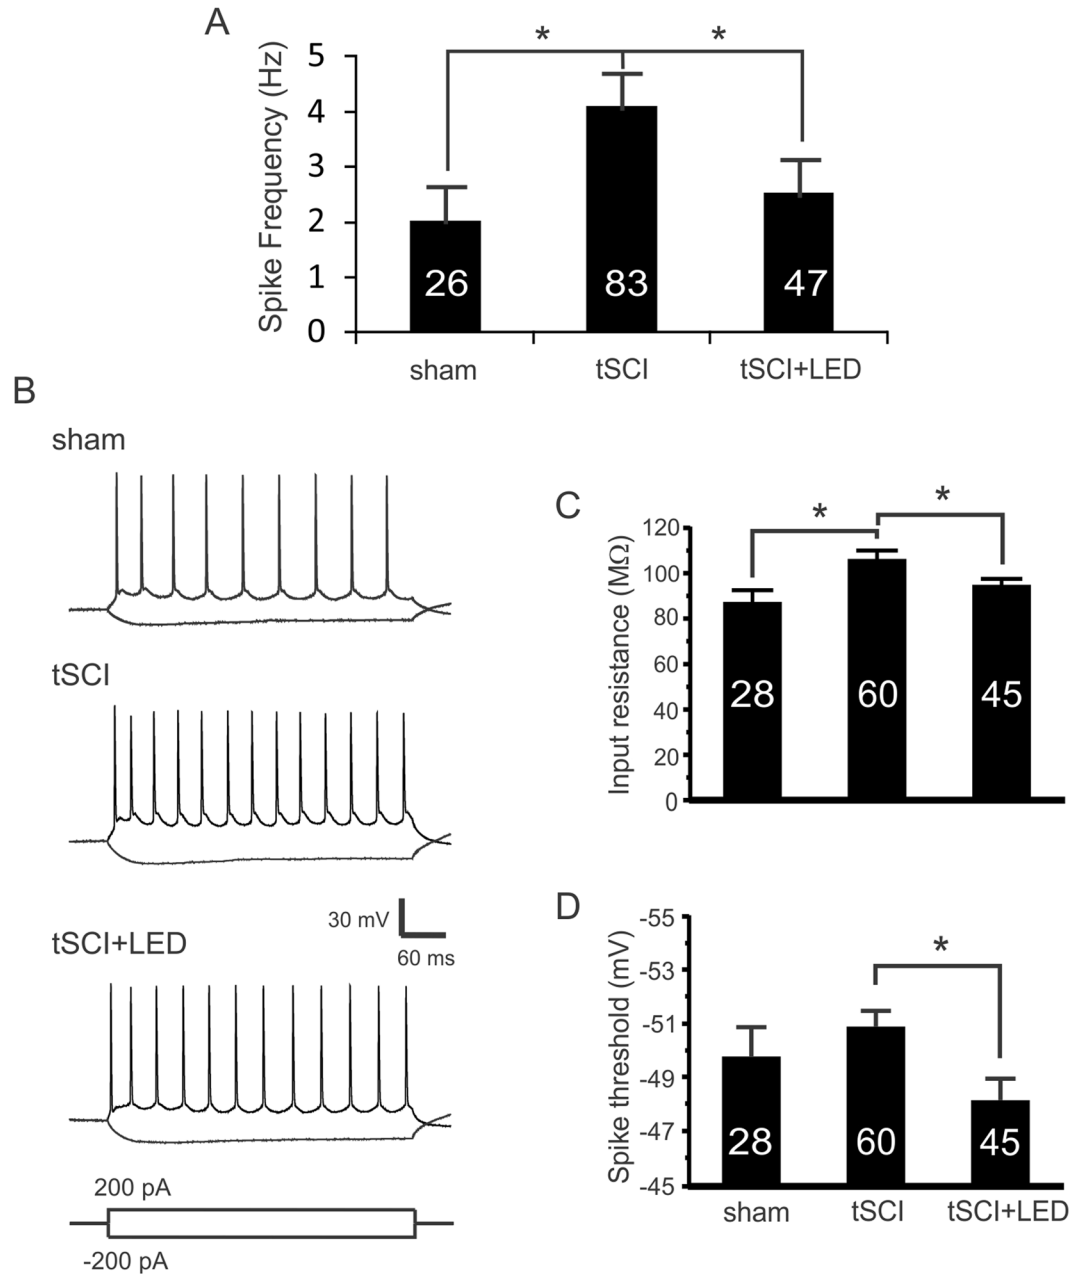 A
Spike Frequency (Hz)
5
4
3
2
1
0
*
*
26
83
47
sham
tSCI
tSCI+LED
B
sham
tSCI
30 mV
60 ms
tSCI+LED
200 pA
-200 pA
C
Input resistance (MΩ)
120
100
80
60
40
20
0
*
*
28
60
45
D
Spike threshold (mV)
-55
-53
-51
-49
-47
-45
*
28
60
45
sham
tSCI
tSCI+LED